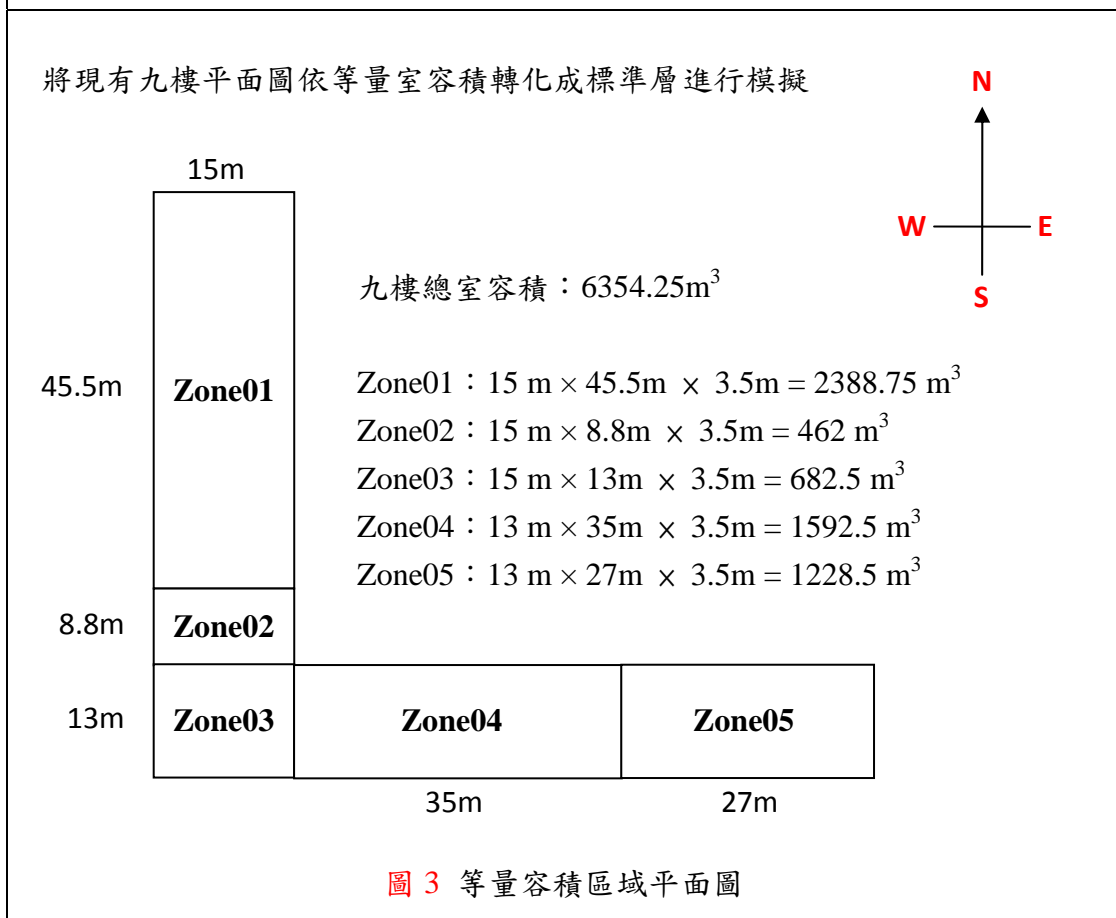 將現有九樓平面圖依等量室容積轉化成標準層進行模擬
N
W
E
S
15m
九樓總室容積：6354.25m³
45.5m
Zone01
Zone01：15 m × 45.5m × 3.5m = 2388.75 m³
Zone02：15 m × 8.8m × 3.5m = 462 m³
Zone03：15 m × 13m × 3.5m = 682.5 m³
Zone04：13 m × 35m × 3.5m = 1592.5 m³
Zone05：13 m × 27m × 3.5m = 1228.5 m³
8.8m
Zone02
13m
Zone03
Zone04
Zone05
35m
27m
圖 3 等量容積區域平面圖